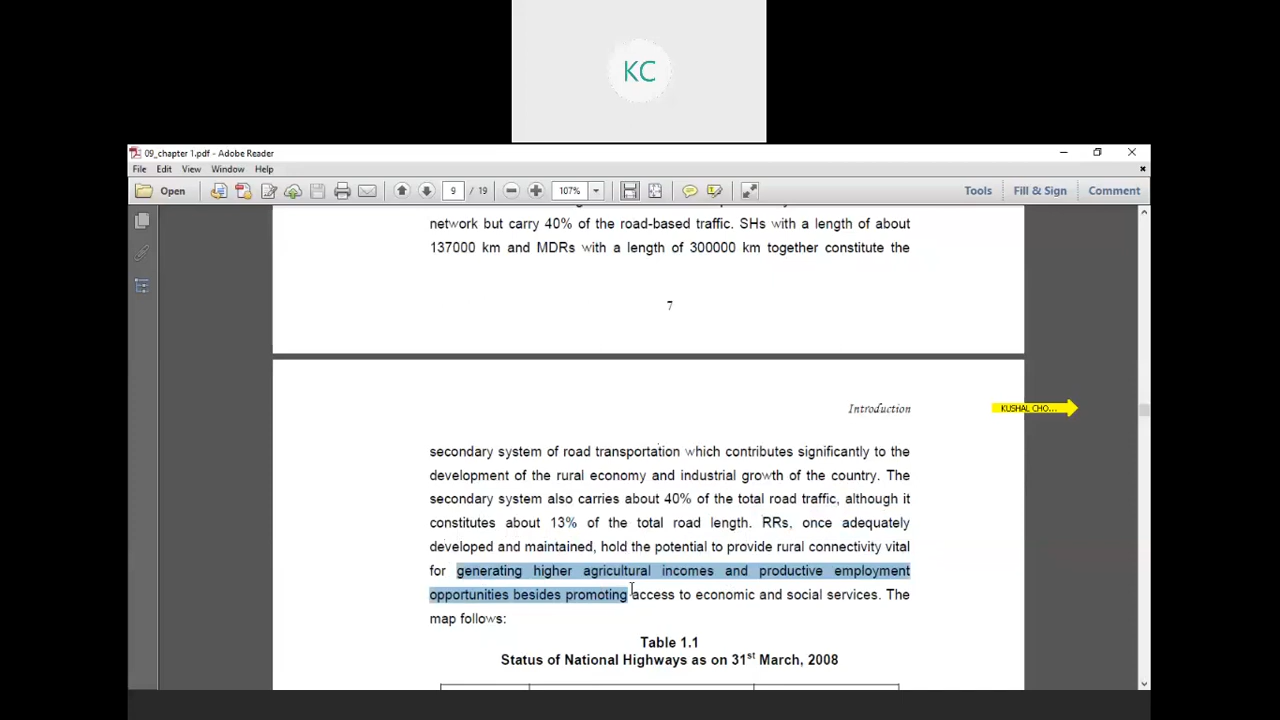 KC
09_chapter 1.pdf - Adobe Reader
File Edit View Window Help
Open 9 / 19 107% Tools Fill & Sign Comment
network but carry 40% of the road-based traffic. SHs with a length of about
137000 km and MDRs with a length of 300000 km together constitute the
7
Introduction
KUSHAL CHO...
secondary system of road transportation which contributes significantly to the
development of the rural economy and industrial growth of the country. The
secondary system also carries about 40% of the total road traffic, although it
constitutes about 13% of the total road length. RRs, once adequately
developed and maintained, hold the potential to provide rural connectivity vital
for generating higher agricultural incomes and productive employment
opportunities besides promoting access to economic and social services. The
map follows:
Table 1.1
Status of National Highways as on 31st March, 2008